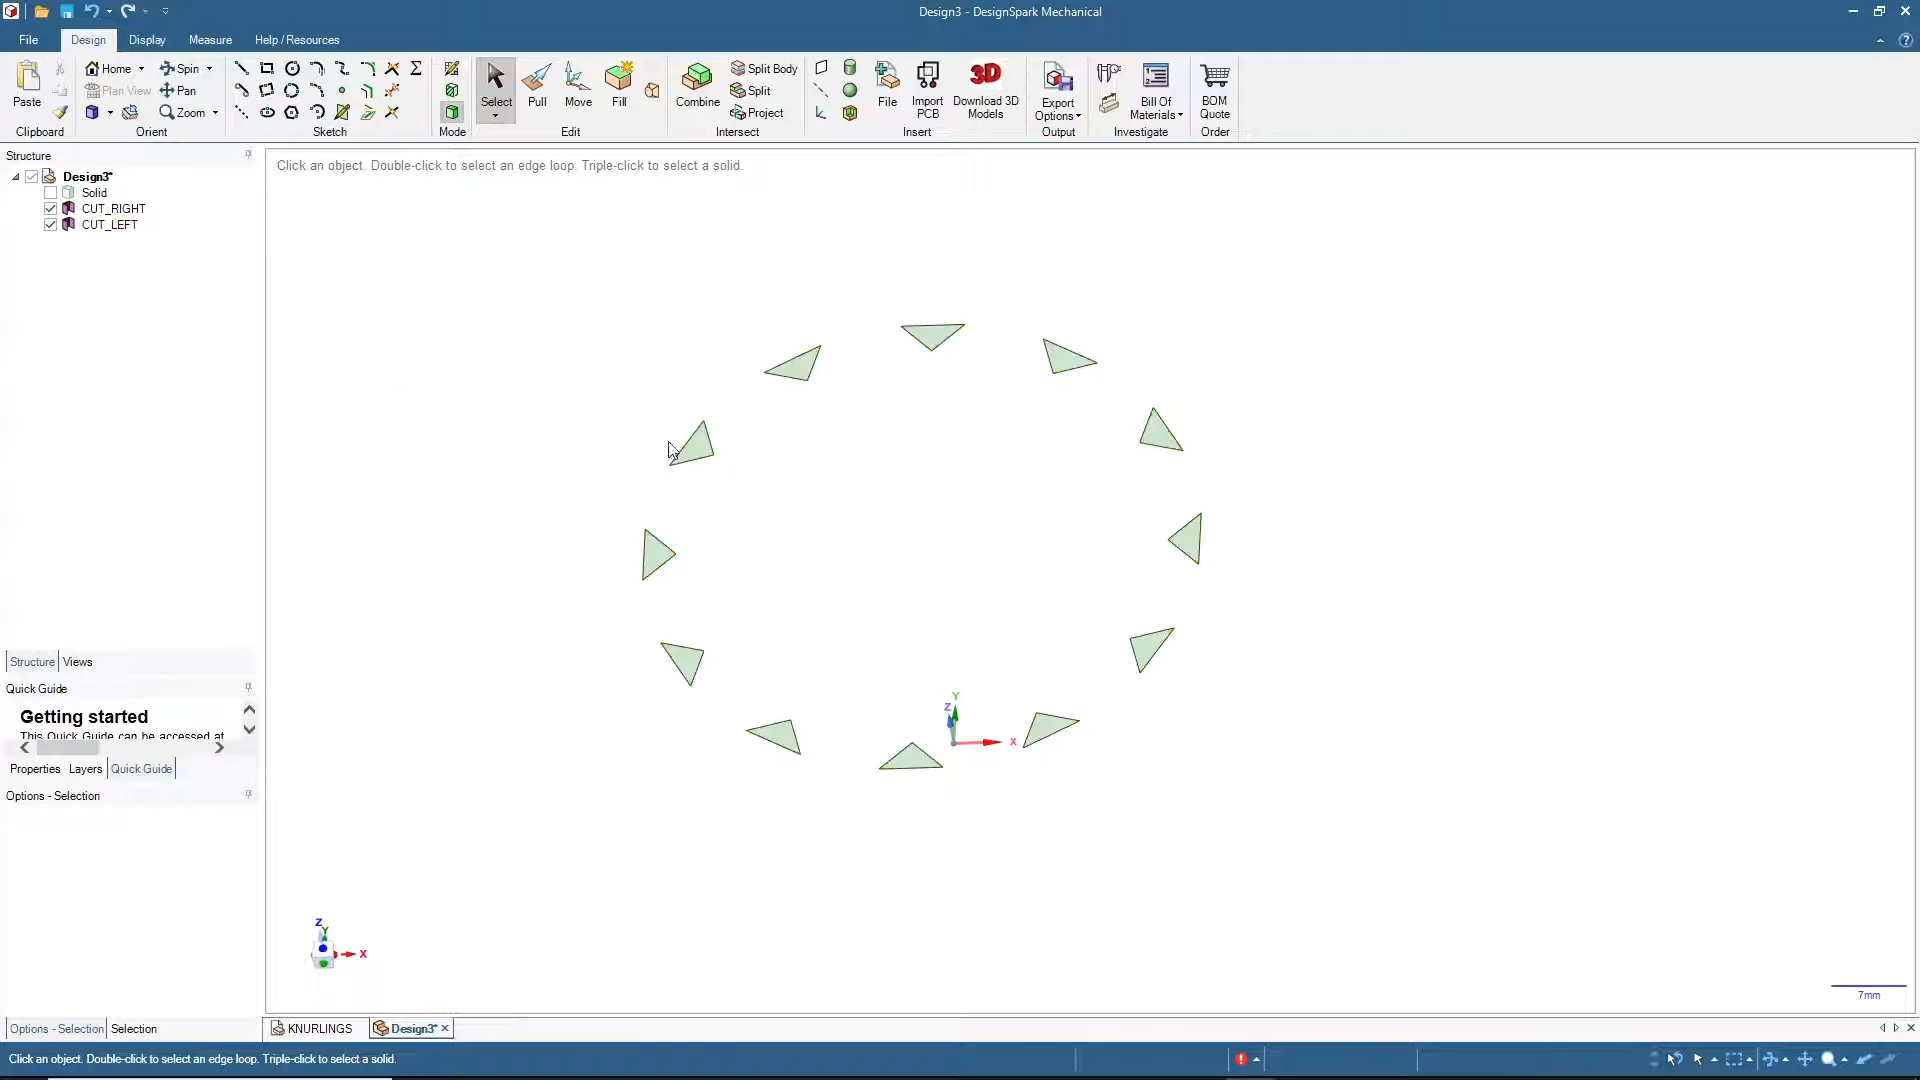 Design3 - DesignSpark Mechanical
File Design Display Measure Help / Resources
Paste
Clipboard
Home Spin
Plan View Pan
Zoom
Orient
Sketch
Mode
Select Pull Move Fill
Edit
Combine
Split Body
Split
Project
Intersect
File
Import PCB
3D
Download 3D Models
Insert
Export Options
Output
Bill Of Materials
Investigate
BOM Quote
Order
Structure
Design3*
Solid
CUT_RIGHT
CUT_LEFT
Structure Views
Quick Guide
Getting started
This Quick Guide can be accessed at
Properties Layers Quick Guide
Options - Selection
Options - Selection Selection
Click an object. Double-click to select an edge loop. Triple-click to select a solid.
Y
Z
X
Z
Y
X
7mm
KNURLINGS Design3*
Click an object. Double-click to select an edge loop. Triple-click to select a solid.